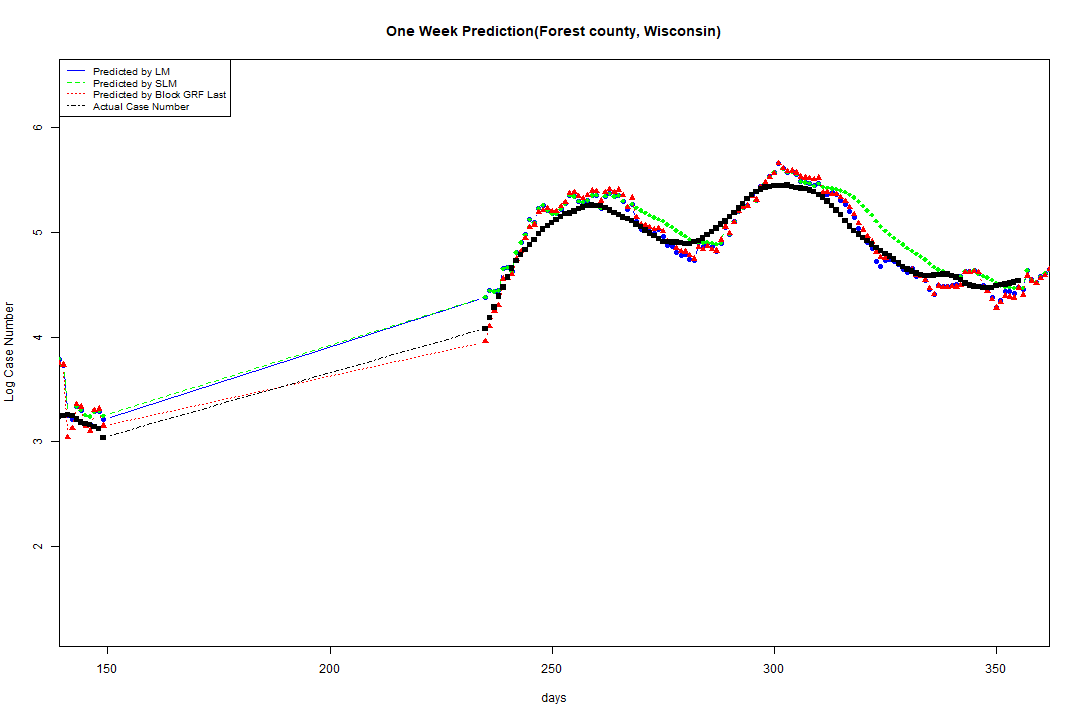 One Week Prediction(Forest county, Wisconsin)
Predicted by LM
Predicted by SLM
Predicted by Block GRF Last
Actual Case Number
6
5
4
3
2
Log Case Number
150 200 250 300 350
days